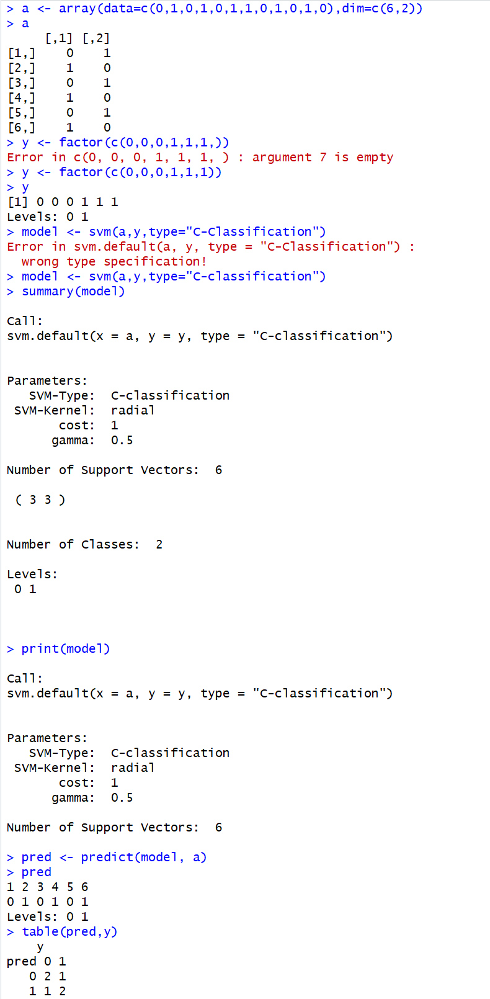 > a <- array(data=c(0,1,0,1,0,1,1,0,1,0,1,0),dim=c(6,2))
> a
     [,1] [,2]
[1,]    0    1
[2,]    1    0
[3,]    0    1
[4,]    1    0
[5,]    0    1
[6,]    1    0
> y <- factor(c(0,0,0,1,1,1,))
Error in c(0, 0, 0, 1, 1, 1, ) : argument 7 is empty
> y <- factor(c(0,0,0,1,1,1))
> y
[1] 0 0 0 1 1 1
Levels: 0 1
> model <- svm(a,y,type="C-Classification")
Error in svm.default(a, y, type = "C-Classification") :
  wrong type specification!
> model <- svm(a,y,type="C-classification")
> summary(model)

Call:
svm.default(x = a, y = y, type = "C-classification")


Parameters:
   SVM-Type:  C-classification
 SVM-Kernel:  radial
       cost:  1
      gamma:  0.5

Number of Support Vectors:  6

 ( 3 3 )


Number of Classes:  2

Levels:
 0 1



> print(model)

Call:
svm.default(x = a, y = y, type = "C-classification")


Parameters:
   SVM-Type:  C-classification
 SVM-Kernel:  radial
       cost:  1
      gamma:  0.5

Number of Support Vectors:  6

> pred <- predict(model, a)
> pred
1 2 3 4 5 6
0 1 0 1 0 1
Levels: 0 1
> table(pred,y)
    y
pred 0 1
   0 2 1
   1 1 2